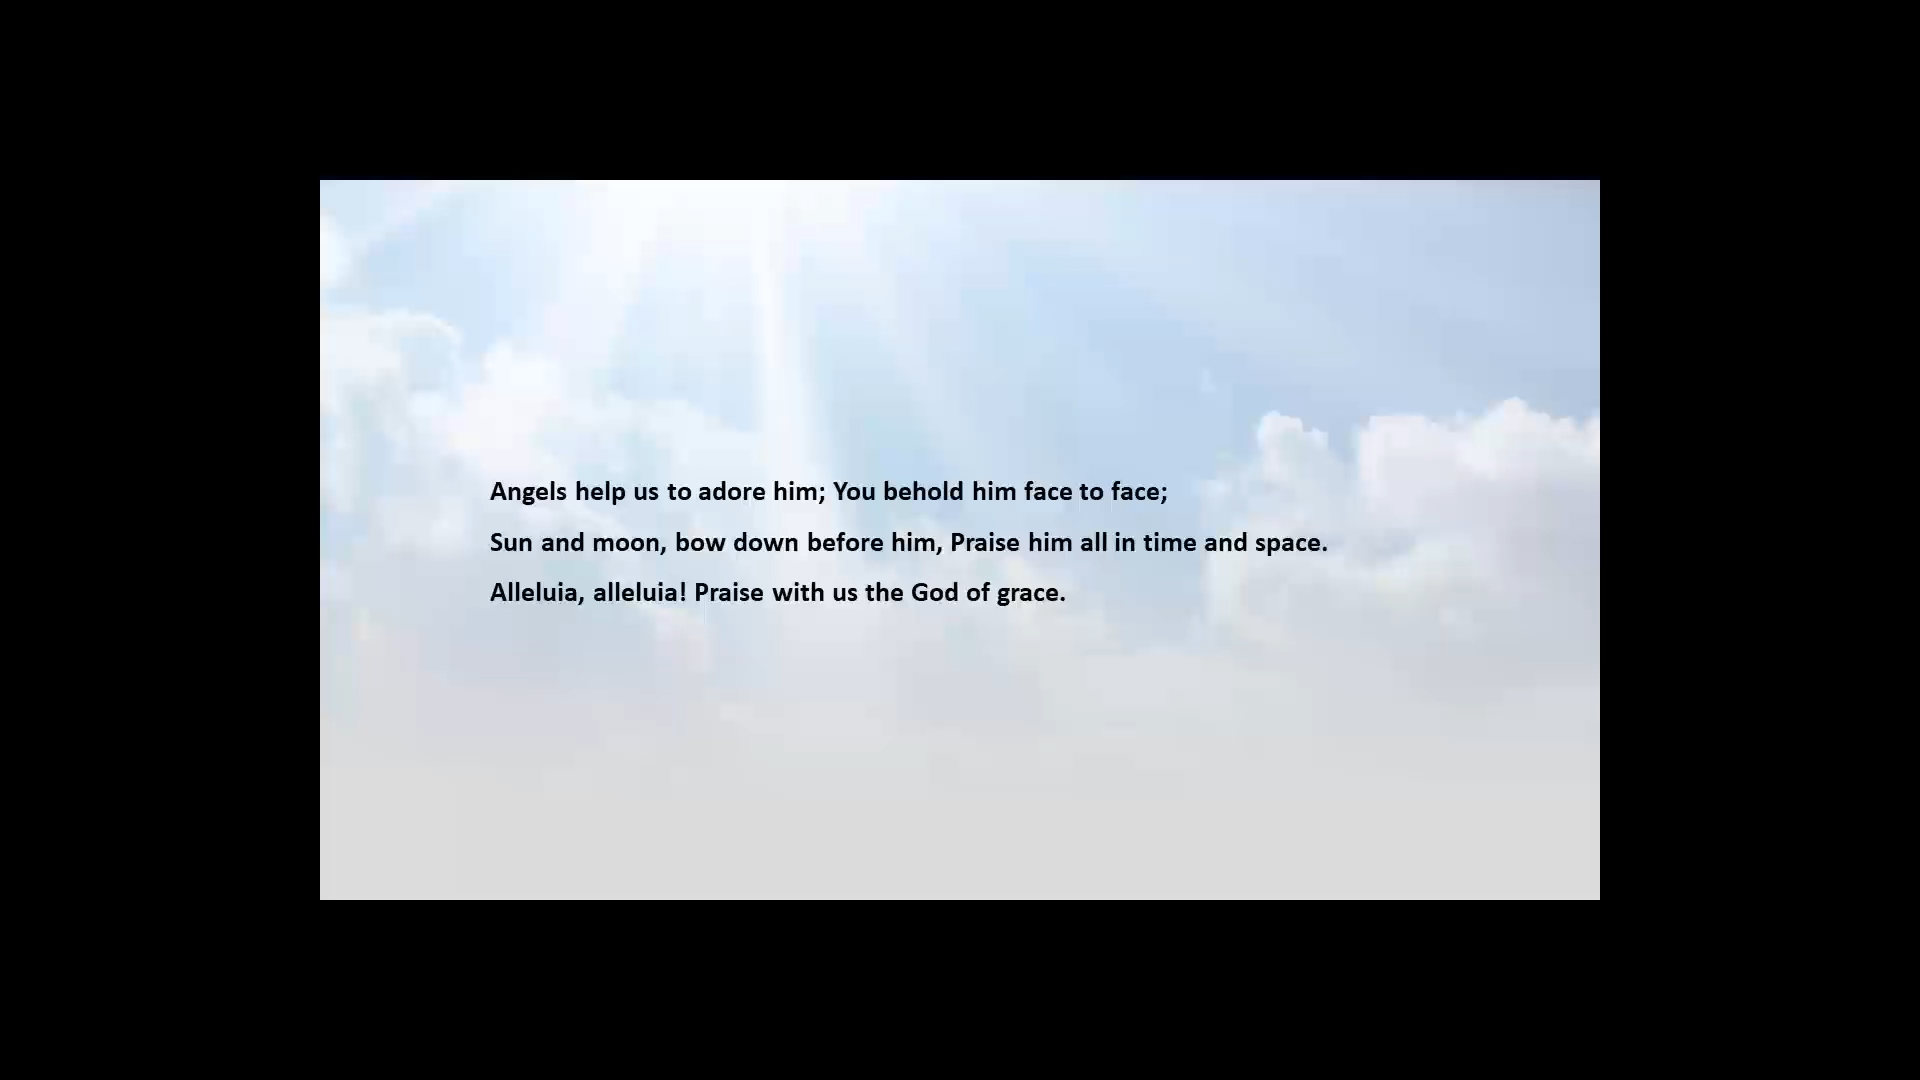 Angels help us to adore him; You behold him face to face;
Sun and moon, bow down before him, Praise him all in time and space.
Alleluia, alleluia! Praise with us the God of grace.